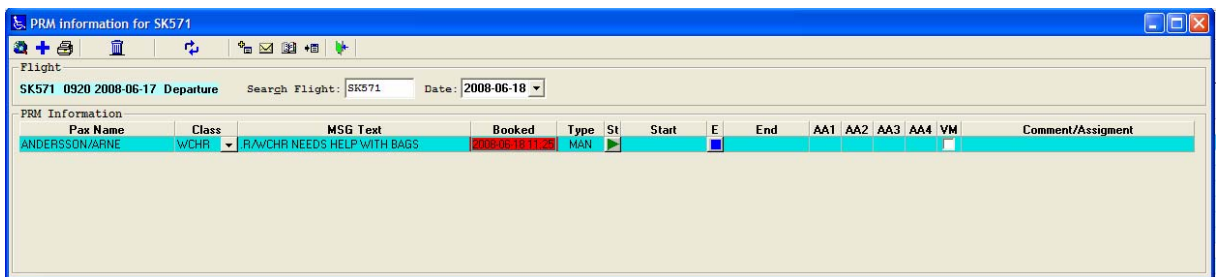 PRM information for SK571
Flight
SK571 0920 2008-06-17 Departure Search Flight: SK571 Date: 2008-06-18
PRM Information
Pax Name Class MSG Text Booked Type St Start E End AA1 AA2 AA3 AA4 VM Comment/Assigment
ANDERSSON/ARNE WCHR .R/WCHR NEEDS HELP WITH BAGS 2008-06-18 11:25 MAN